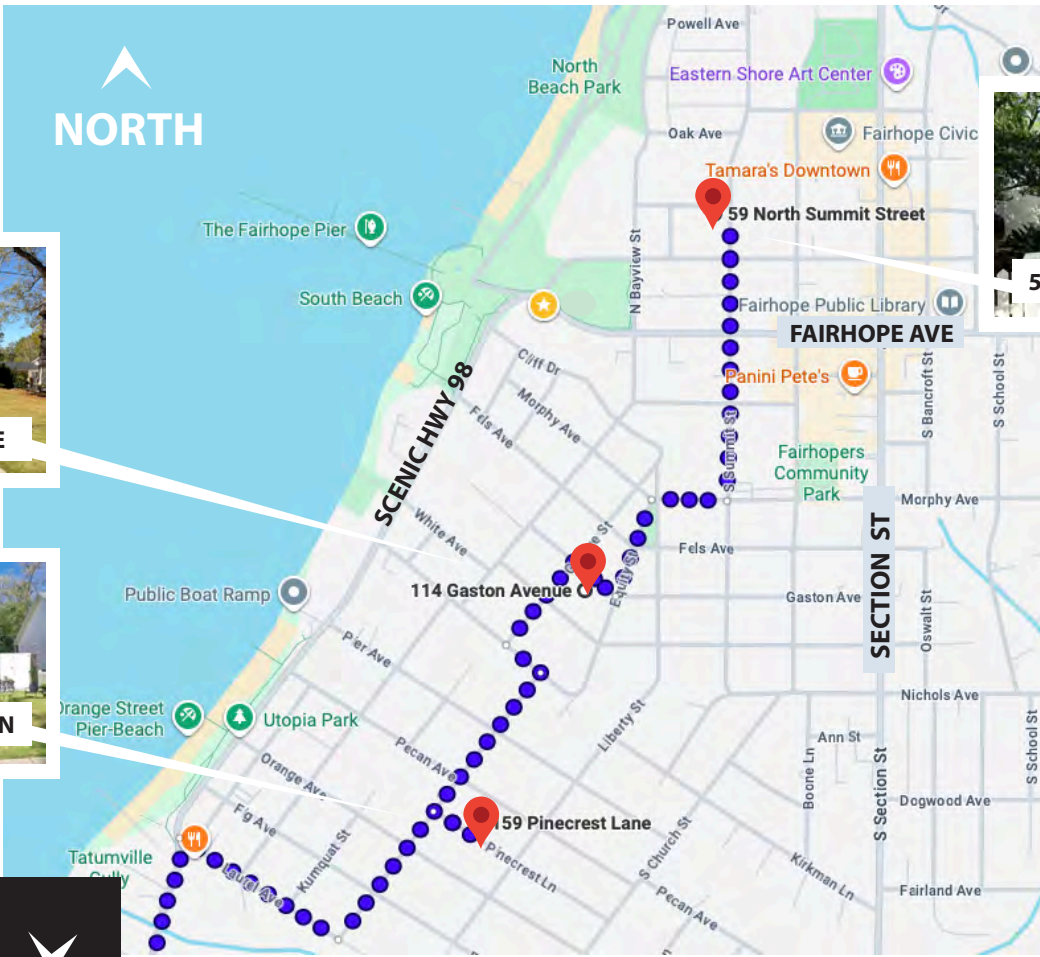 NORTH
Powell Ave
Eastern Shore Art Center
North
Beach Park
Oak Ave
Fairhope Civic
Tamara's Downtown
59 North Summit Street
The Fairhope Pier
N Bayview St
South Beach
Fairhope Public Library
5
FAIRHOPE AVE
Cliff Dr
Panini Pete's
S Bancroft St
S School St
Morphy Ave
Fels Ave
SCENIC HWY 98
E
S Summit St
Fairhopers
Community
Park
Morphy Ave
White Ave
SECTION ST
Fels Ave
Equality St
114 Gaston Avenue
Gaston Ave
Public Boat Ramp
Oswalt St
Pier Ave
Nichols Ave
Orange Street
Pier-Beach
Utopia Park
N
Liberty St
Ann St
S School St
Pecan Ave
Boone Ln
S Section St
Orange Ave
Dogwood Ave
Fig Ave
159 Pinecrest Lane
Kumquat St
S Church St
Tatumville
Gully
Laurel Ave
Pinecrest Ln
Kirkman Ln
Pecan Ave
Fairland Ave